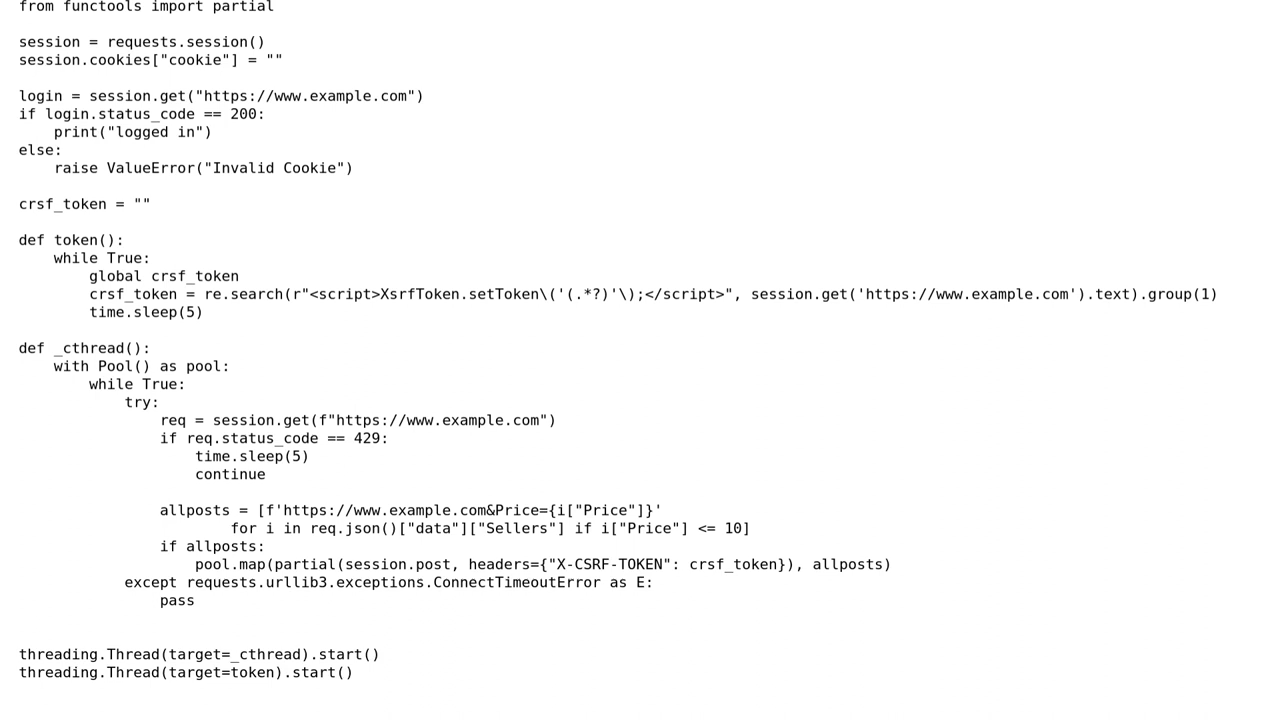 from functools import partial

session = requests.session()
session.cookies["cookie"] = ""

login = session.get("https://www.example.com")
if login.status_code == 200:
    print("logged in")
else:
    raise ValueError("Invalid Cookie")

crsf_token = ""

def token():
    while True:
        global crsf_token
        crsf_token = re.search(r"<script>XsrfToken.setToken\('(.*?)'\);</script>", session.get('https://www.example.com').text).group(1)
        time.sleep(5)

def _cthread():
    with Pool() as pool:
        while True:
            try:
                req = session.get(f"https://www.example.com")
                if req.status_code == 429:
                    time.sleep(5)
                    continue

                allposts = [f'https://www.example.com&Price={i["Price"]}'
                        for i in req.json()["data"]["Sellers"] if i["Price"] <= 10]
                if allposts:
                    pool.map(partial(session.post, headers={"X-CSRF-TOKEN": crsf_token}), allposts)
            except requests.urllib3.exceptions.ConnectTimeoutError as E:
                pass


threading.Thread(target=_cthread).start()
threading.Thread(target=token).start()